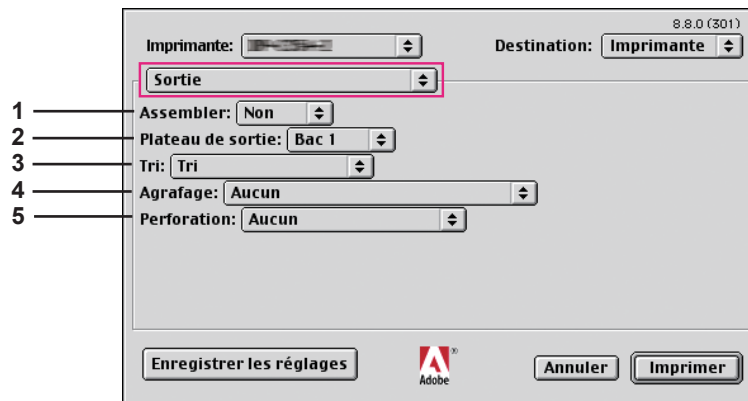 8.8.0 (301)
Imprimante: Destination: Imprimante
Sortie
1 Assembler: Non
2 Plateau de sortie: Bac 1
3 Tri: Tri
4 Agrafage: Aucun
5 Perforation: Aucun
Enregistrer les réglages Adobe® Annuler Imprimer